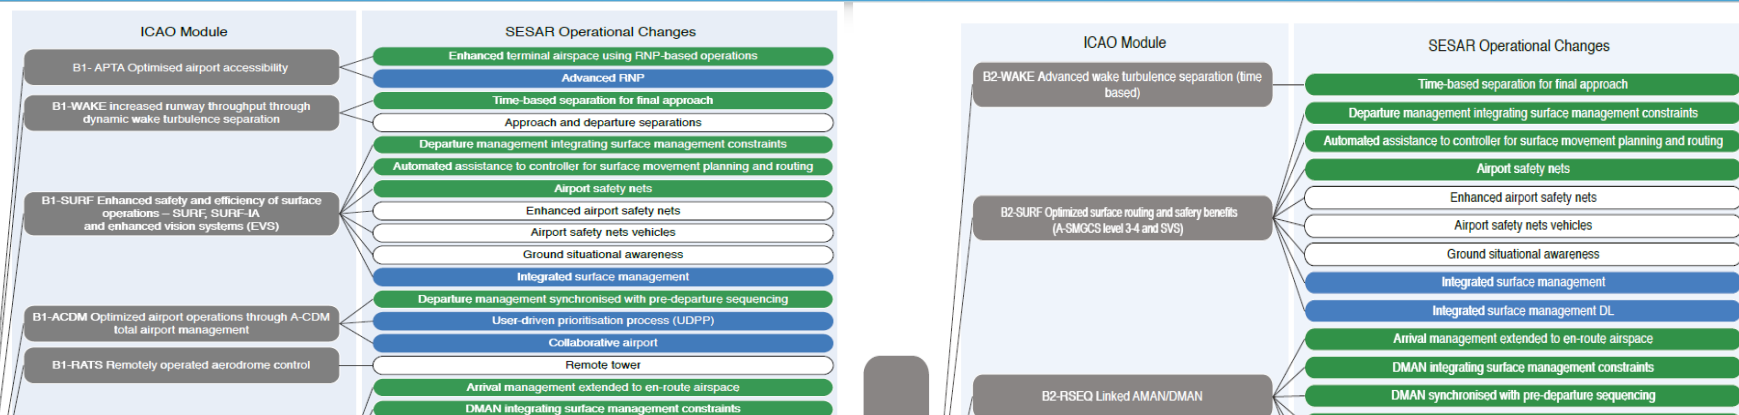 ICAO Module
SESAR Operational Changes
B1- APTA Optimised airport accessibility
Enhanced terminal airspace using RNP-based operations
Advanced RNP
B1-WAKE increased runway throughput through
dynamic wake turbulence separation
Time-based separation for final approach
Approach and departure separations
B1-SURF Enhanced safety and efficiency of surface
operations – SURF, SURF-IA
and enhanced vision systems (EVS)
Departure management integrating surface management constraints
Automated assistance to controller for surface movement planning and routing
Airport safety nets
Enhanced airport safety nets
Airport safety nets vehicles
Ground situational awareness
Integrated surface management
B1-ACDM Optimized airport operations through A-CDM
total airport management
Departure management synchronised with pre-departure sequencing
User-driven prioritisation process (UDPP)
Collaborative airport
B1-RATS Remotely operated aerodrome control
Remote tower
Arrival management extended to en-route airspace
DMAN integrating surface management constraints
ICAO Module
SESAR Operational Changes
B2-WAKE Advanced wake turbulence separation (time
based)
Time-based separation for final approach
B2-SURF Optimized surface routing and safery benefits
(A-SMGCS level 3-4 and SVS)
Departure management integrating surface management constraints
Automated assistance to controller for surface movement planning and routing
Airport safety nets
Enhanced airport safety nets
Airport safety nets vehicles
Ground situational awareness
Integrated surface management
Integrated surface management DL
B2-RSEQ Linked AMAN/DMAN
Arrival management extended to en-route airspace
DMAN integrating surface management constraints
DMAN synchronised with pre-departure sequencing